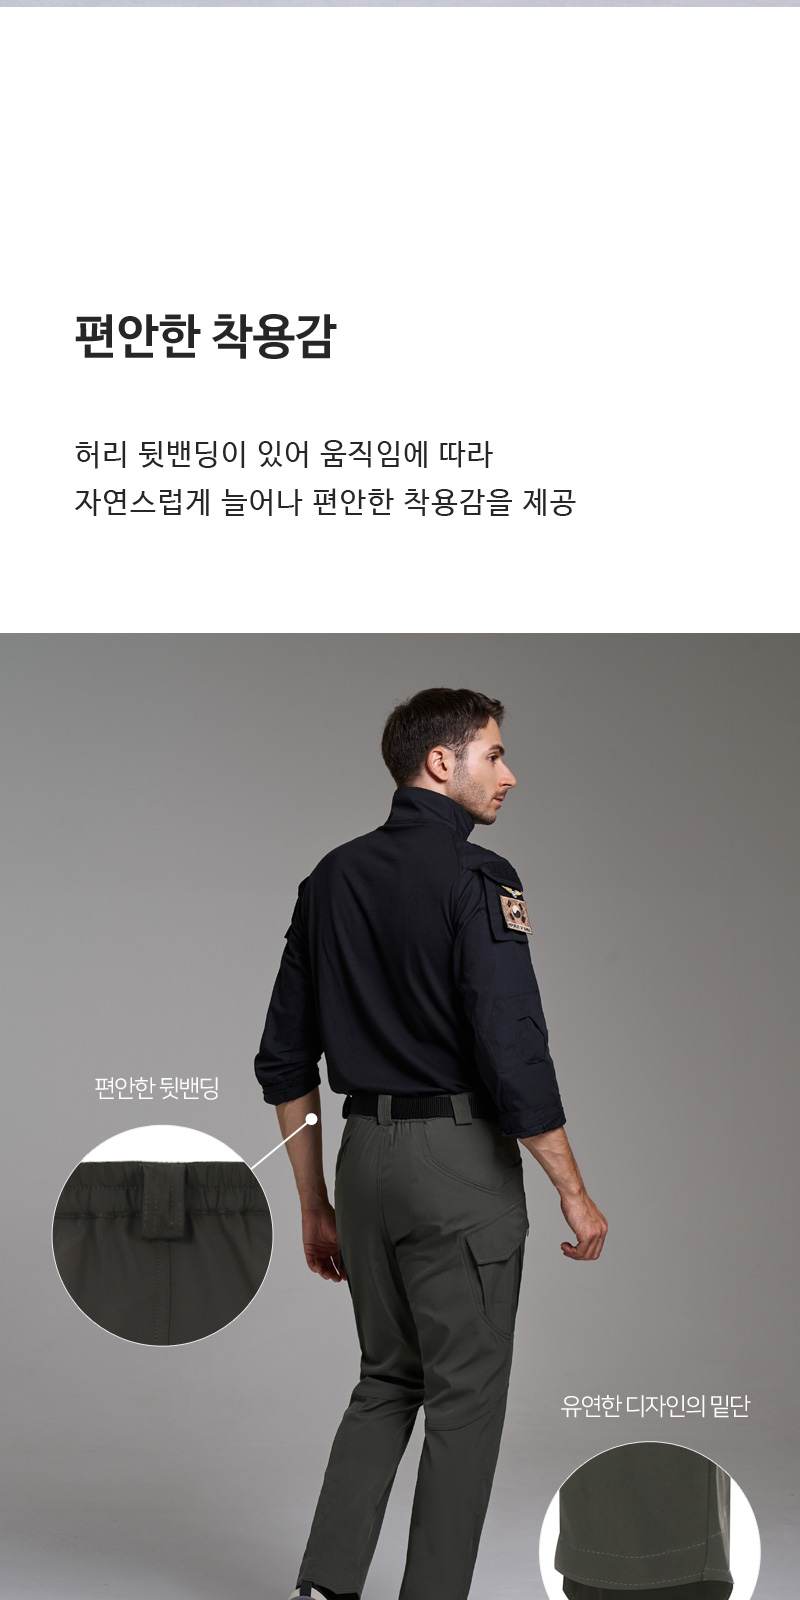 편안한 착용감
허리 뒷밴딩이 있어 움직임에 따라
자연스럽게 늘어나 편안한 착용감을 제공
편안한 뒷밴딩
유연한 디자인의 밑단